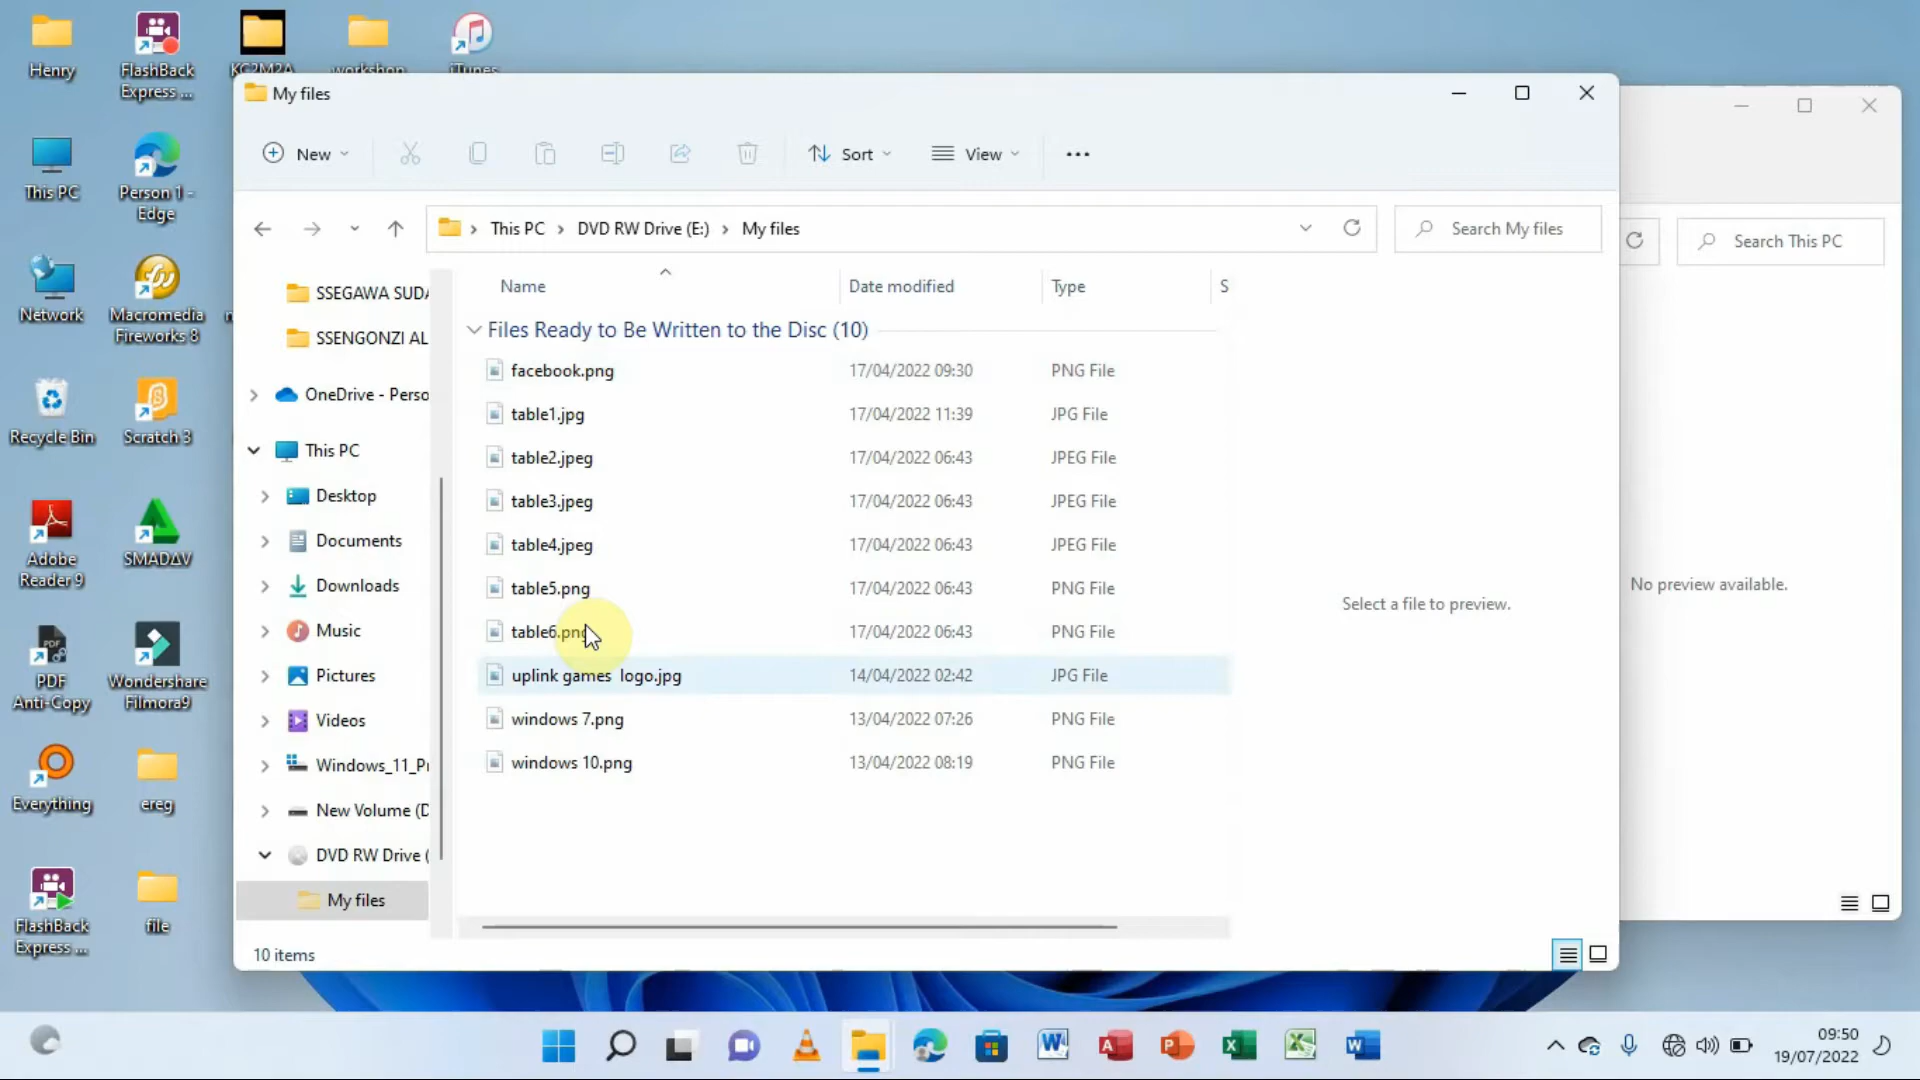 Henry
FlashBack
Express ...
KC2M2A
workshop
iTunes
This PC
Person 1 -
Edge
Network
Macromedia
Fireworks 8
Recycle Bin
Scratch 3
Adobe
Reader 9
SMADAV
PDF
Anti-Copy
Wondershare
Filmora9
Everything
ereg
FlashBack
Express ...
file
My files
New
Sort
View
This PC > DVD RW Drive (E:) > My files
Search My files
Search This PC
Name
Date modified
Type
S
SSEGAWA SUDA
SSENGONZI AL
OneDrive - Perso
This PC
Desktop
Documents
Downloads
Music
Pictures
Videos
Windows_11_Pr
New Volume (D
DVD RW Drive (
My files
Files Ready to Be Written to the Disc (10)
facebook.png 17/04/2022 09:30 PNG File
table1.jpg 17/04/2022 11:39 JPG File
table2.jpeg 17/04/2022 06:43 JPEG File
table3.jpeg 17/04/2022 06:43 JPEG File
table4.jpeg 17/04/2022 06:43 JPEG File
table5.png 17/04/2022 06:43 PNG File
table6.png 17/04/2022 06:43 PNG File
uplink games logo.jpg 14/04/2022 02:42 JPG File
windows 7.png 13/04/2022 07:26 PNG File
windows 10.png 13/04/2022 08:19 PNG File
Select a file to preview.
No preview available.
10 items
09:50
19/07/2022